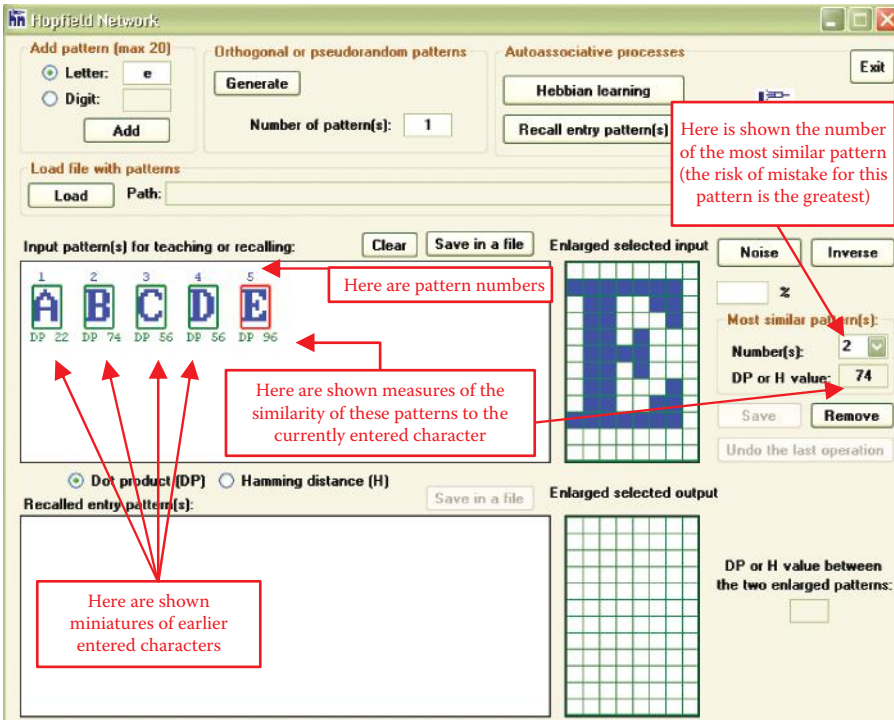 Hopfield Network
Add pattern (max 20)
Letter: e
Digit:
Add
Orthogonal or pseudorandom patterns
Generate
Number of pattern(s): 1
Autoassociative processes
Hebbian learning
Recall entry pattern(s)
Exit
Here is shown the number
of the most similar pattern
(the risk of mistake for this
pattern is the greatest)
Load file with patterns
Load Path:
Input pattern(s) for teaching or recalling:
Clear
Save in a file
1 2 3 4 5
A B C D E
DP 22 DP 74 DP 56 DP 56 DP 96
Here are pattern numbers
Here are shown measures of the
similarity of these patterns to the
currently entered character
Enlarged selected input
Noise
Inverse
%
Most similar pattern(s):
Number(s): 2
DP or H value: 74
Save
Remove
Undo the last operation
Dot product (DP) Hamming distance (H)
Recalled entry pattern(s):
Save in a file
Here are shown
miniatures of earlier
entered characters
Enlarged selected output
DP or H value between
the two enlarged patterns: